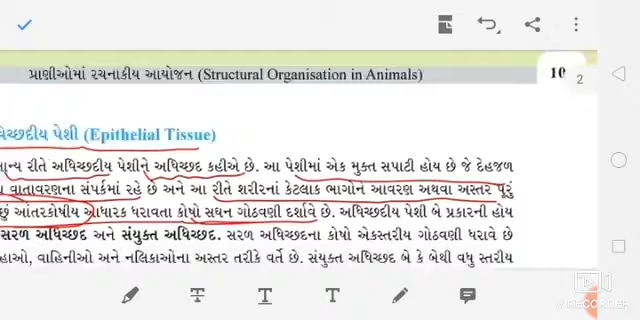 પ્રાણીઓમાં રચનાકીય આયોજન (Structural Organisation in Animals)
10
2
પેશી (Epithelial Tissue)
રીતે અધિચ્છદીય પેશીને અધિચ્છદ કહીએ છે. આ પેશીમાં એક મુક્ત સપાટી હોય છે જે દેહજળ
વાતાવરણના સંપર્કમાં રહે છે અને આ રીતે શરીરનાં કેટલાક ભાગોને આવરણ અથવા અસ્તર પૂરું
આંતરકોષીય આધારક ધરાવતા કોષો સઘન ગોઠવણી દર્શાવે છે. અધિચ્છદીય પેશી બે પ્રકારની હોય
સરળ અધિચ્છદ અને સંયુક્ત અધિચ્છદ. સરળ અધિચ્છદના કોષો એકસ્તરીય ગોઠવણી ધરાવે છે
વાહિનીઓ અને નલિકાઓના અસ્તર તરીકે વર્તે છે. સંયુક્ત અધિચ્છદ બે કે બેથી વધુ સ્તરીય
T T T
RECORDER